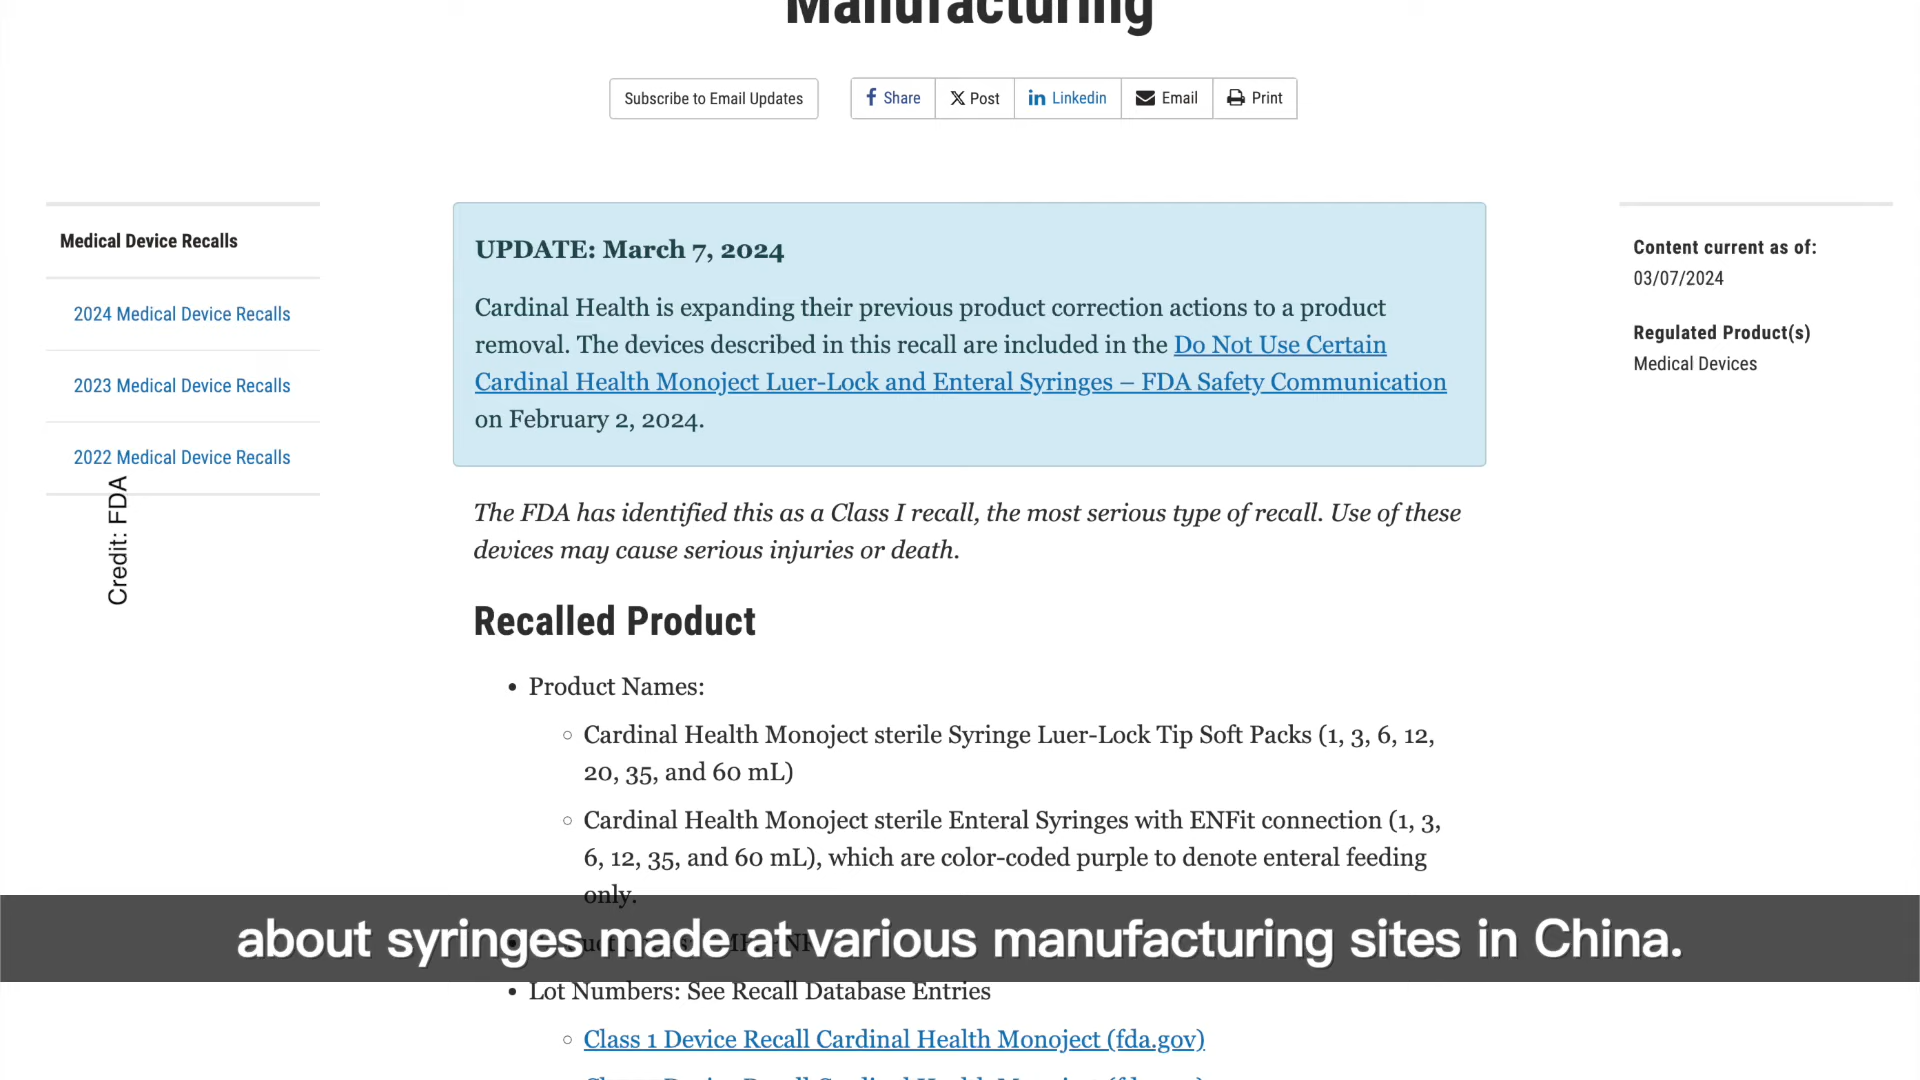 Manufacturing
Subscribe to Email Updates
Share
Post
Linkedin
Email
Print
Medical Device Recalls
2024 Medical Device Recalls
2023 Medical Device Recalls
2022 Medical Device Recalls
Credit: FDA
UPDATE: March 7, 2024
Cardinal Health is expanding their previous product correction actions to a product
removal. The devices described in this recall are included in the Do Not Use Certain
Cardinal Health Monoject Luer-Lock and Enteral Syringes – FDA Safety Communication
on February 2, 2024.
The FDA has identified this as a Class I recall, the most serious type of recall. Use of these
devices may cause serious injuries or death.
Recalled Product
• Product Names:
○ Cardinal Health Monoject sterile Syringe Luer-Lock Tip Soft Packs (1, 3, 6, 12,
20, 35, and 60 mL)
○ Cardinal Health Monoject sterile Enteral Syringes with ENFit connection (1, 3,
6, 12, 35, and 60 mL), which are color-coded purple to denote enteral feeding
only.
about syringes made at various manufacturing sites in China.
• Lot Numbers: See Recall Database Entries
○ Class 1 Device Recall Cardinal Health Monoject (fda.gov)
Content current as of:
03/07/2024
Regulated Product(s)
Medical Devices